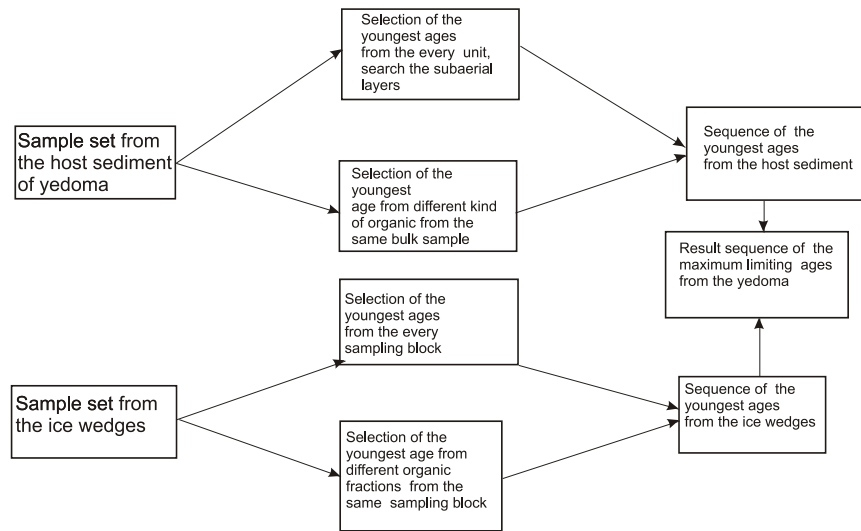 Selection of the
youngest ages
from the every unit,
search the subaerial
layers
Sample set from
the host sediment
of yedoma
Selection of the
youngest
age from different kind
of organic from the
same bulk sample
Sequence of the
youngest ages
from the host sediment
Result sequence of the
maximum limiting ages
from the yedoma
Selection of the
youngest ages
from the every
sampling block
Sample set from
the ice wedges
Selection of the
youngest age from
different organic
fractions from the
same sampling block
Sequence of the
youngest ages
from the ice wedges